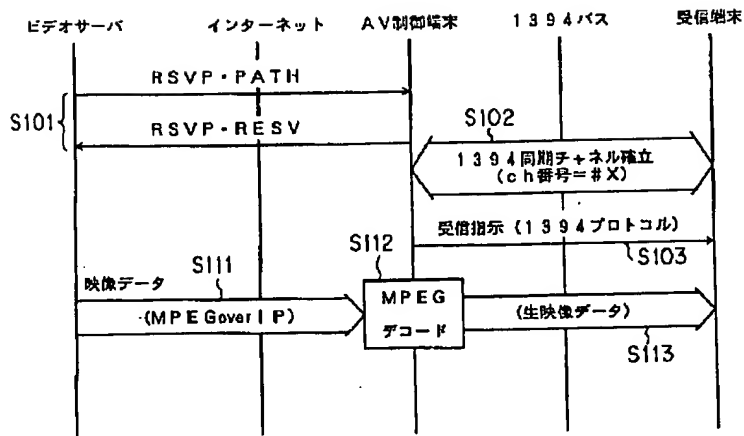 ビデオサーバ インターネット AV制御端末 1394バス 受信端末
RSVP・PATH
S101
RSVP・RESV
S102
1394同期チャネル確立
(ch番号=#X)
受信指示(1394プロトコル)
S103
S112
S111
映像データ
(MPEGoverIP)
MPEG
デコード
(生映像データ)
S113